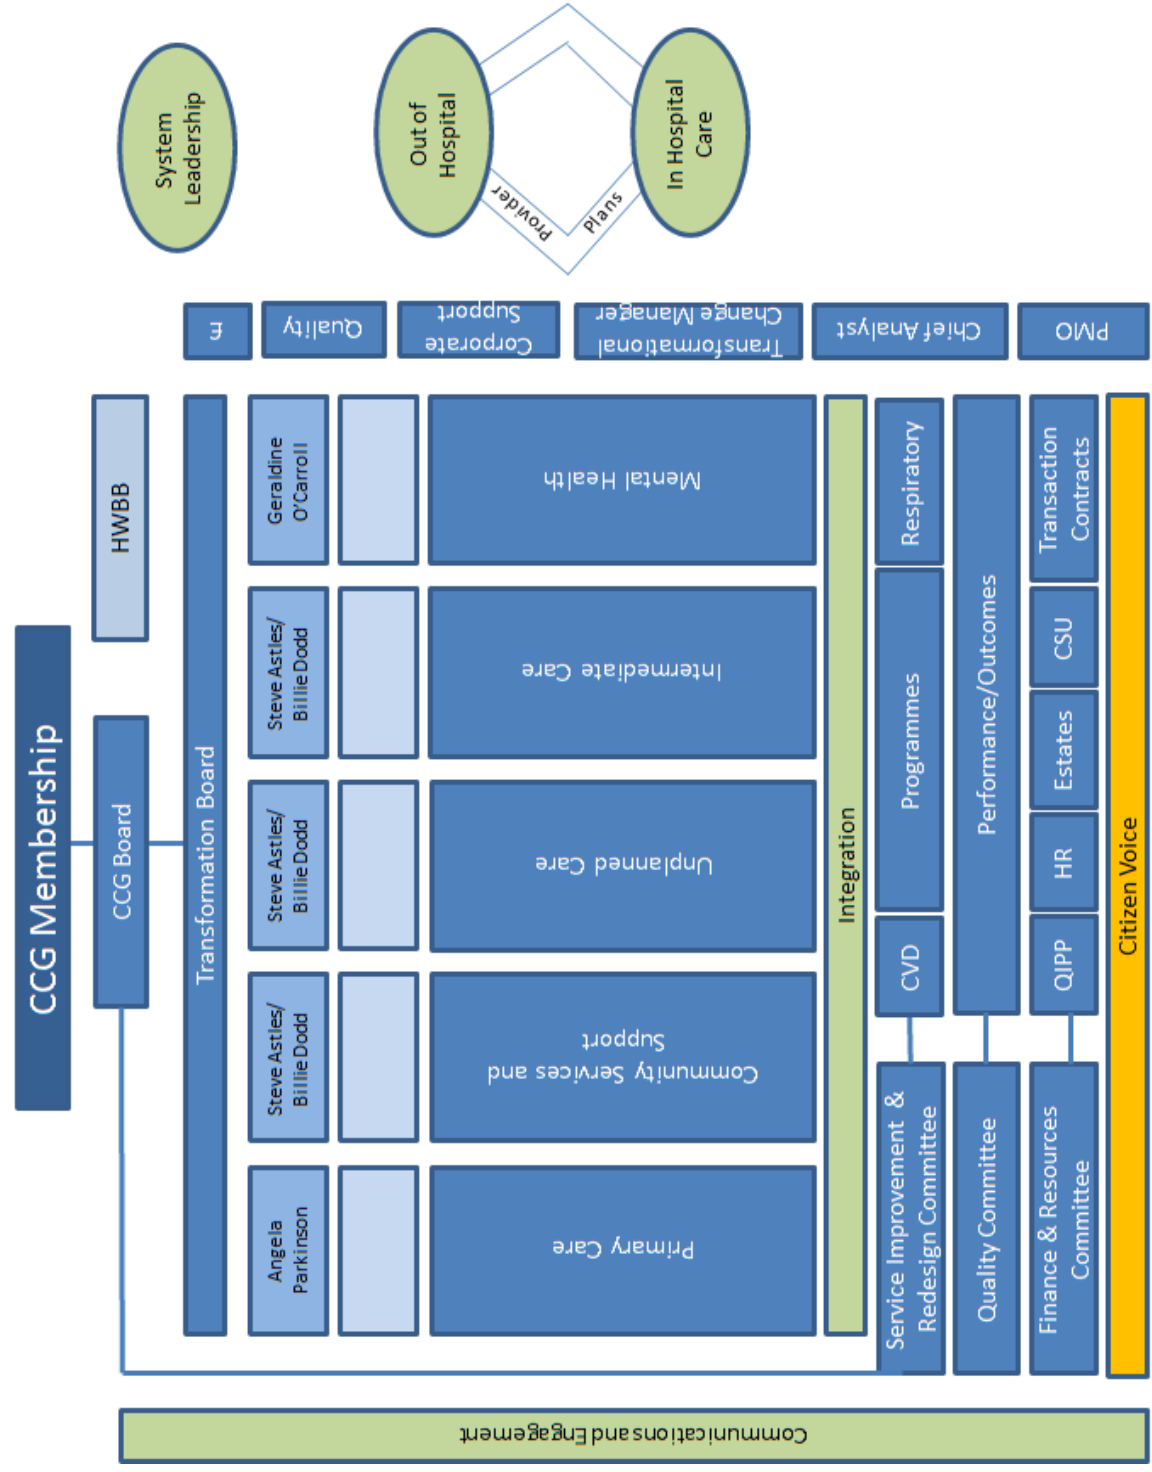 CCG Membership
CCG Board
HWBB
Transformation Board
£
Angela
Parkinson
Steve Astles/
Billie Dodd
Steve Astles/
Billie Dodd
Steve Astles/
Billie Dodd
Geraldine
O'Carroll
Quality
Primary Care
Community Services and
Support
Unplanned Care
Intermediate Care
Mental Health
Corporate
Support
Transformational
Change Manager
Integration
Chief Analyst
Service Improvement &
Redesign Committee
CVD
Programmes
Respiratory
Quality Committee
Performance/Outcomes
Finance & Resources
Committee
QIPP
HR
Estates
CSU
Transaction
Contracts
PMO
Citizen Voice
Communications and Engagement
System
Leadership
Out of
Hospital
Provider
Plans
In Hospital
Care